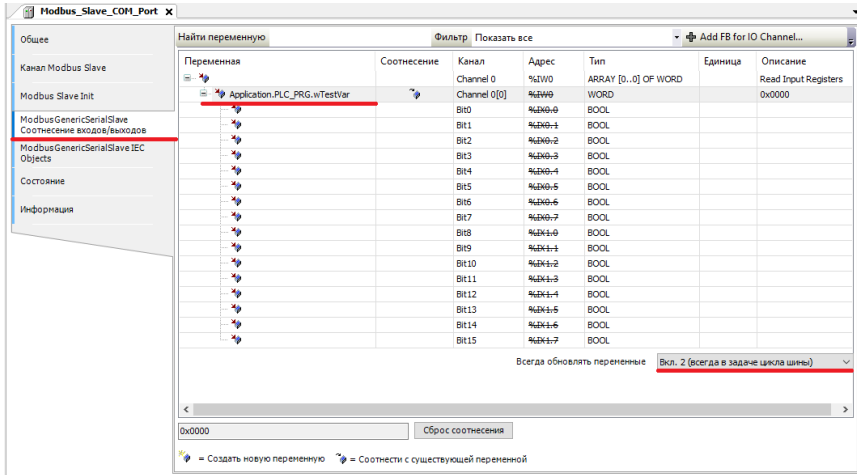 Modbus_Slave_COM_Port x
Общее
Канал Modbus Slave
Modbus Slave Init
ModbusGenericSerialSlave
Соотнесение входов/выходов
ModbusGenericSerialSlave IEC
Objects
Состояние
Информация
Найти переменную Фильтр Показать все Add FB for IO Channel...
Переменная Соотнесение Канал Адрес Тип Единица Описание
Channel 0 %IW0 ARRAY [0..0] OF WORD Read Input Registers
Application.PLC_PRG.wTestVar Channel 0[0] %IW0 WORD 0x0000
Bit0 %IX0.0 BOOL
Bit1 %IX0.1 BOOL
Bit2 %IX0.2 BOOL
Bit3 %IX0.3 BOOL
Bit4 %IX0.4 BOOL
Bit5 %IX0.5 BOOL
Bit6 %IX0.6 BOOL
Bit7 %IX0.7 BOOL
Bit8 %IX1.0 BOOL
Bit9 %IX1.1 BOOL
Bit10 %IX1.2 BOOL
Bit11 %IX1.3 BOOL
Bit12 %IX1.4 BOOL
Bit13 %IX1.5 BOOL
Bit14 %IX1.6 BOOL
Bit15 %IX1.7 BOOL
Всегда обновлять переменные Вкл. 2 (всегда в задаче цикла шины)
0x0000 Сброс соотнесения
= Создать новую переменную = Соотнести с существующей переменной